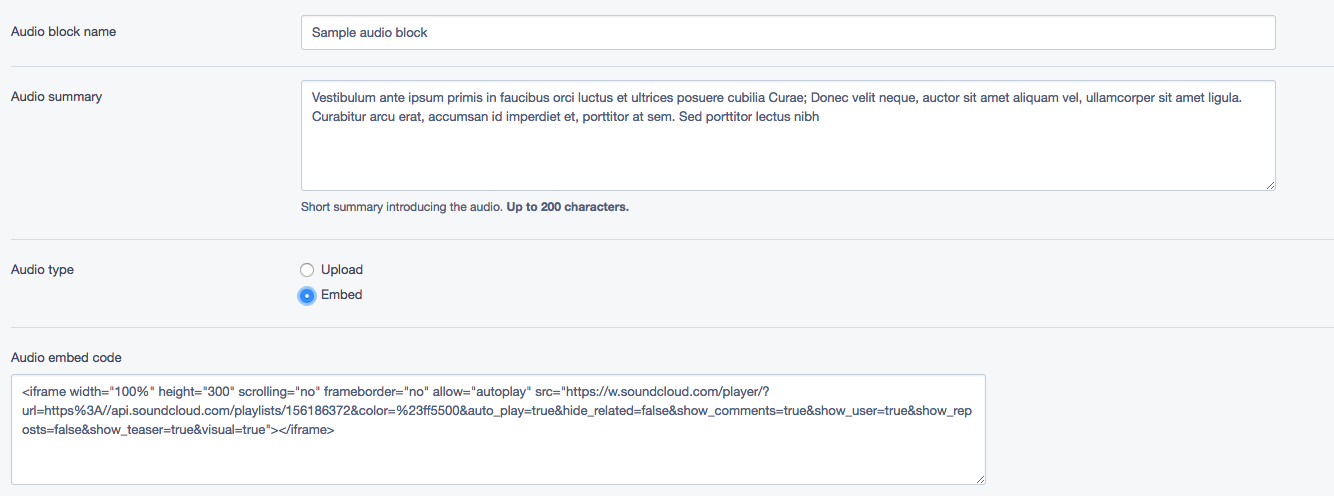 Audio block name
Sample audio block
Audio summary
Vestibulum ante ipsum primis in faucibus orci luctus et ultrices posuere cubilia Curae; Donec velit neque, auctor sit amet aliquam vel, ullamcorper sit amet ligula.
Curabitur arcu erat, accumsan id imperdiet et, porttitor at sem. Sed porttitor lectus nibh
Short summary introducing the audio. Up to 200 characters.
Audio type
Upload
Embed
Audio embed code
<iframe width="100%" height="300" scrolling="no" frameborder="no" allow="autoplay" src="https://w.soundcloud.com/player/?
url=https%3A//api.soundcloud.com/playlists/156186372&color=%23ff5500&auto_play=true&hide_related=false&show_comments=true&show_user=true&show_rep
osts=false&show_teaser=true&visual=true"></iframe>